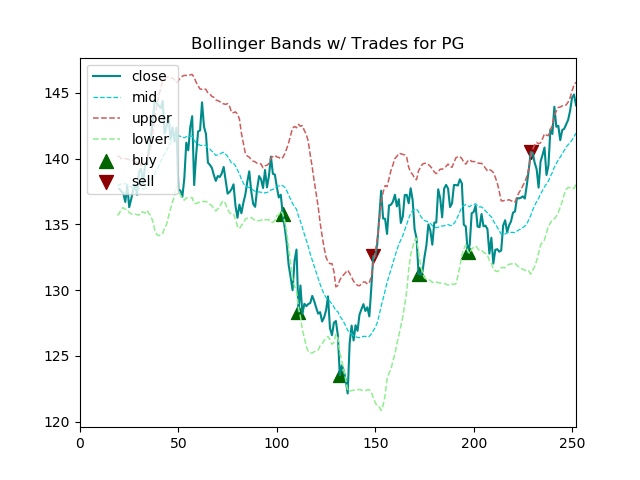 Bollinger Bands w/ Trades for PG
close
mid
upper
lower
buy
sell
145
140
135
130
125
120
0 50 100 150 200 250